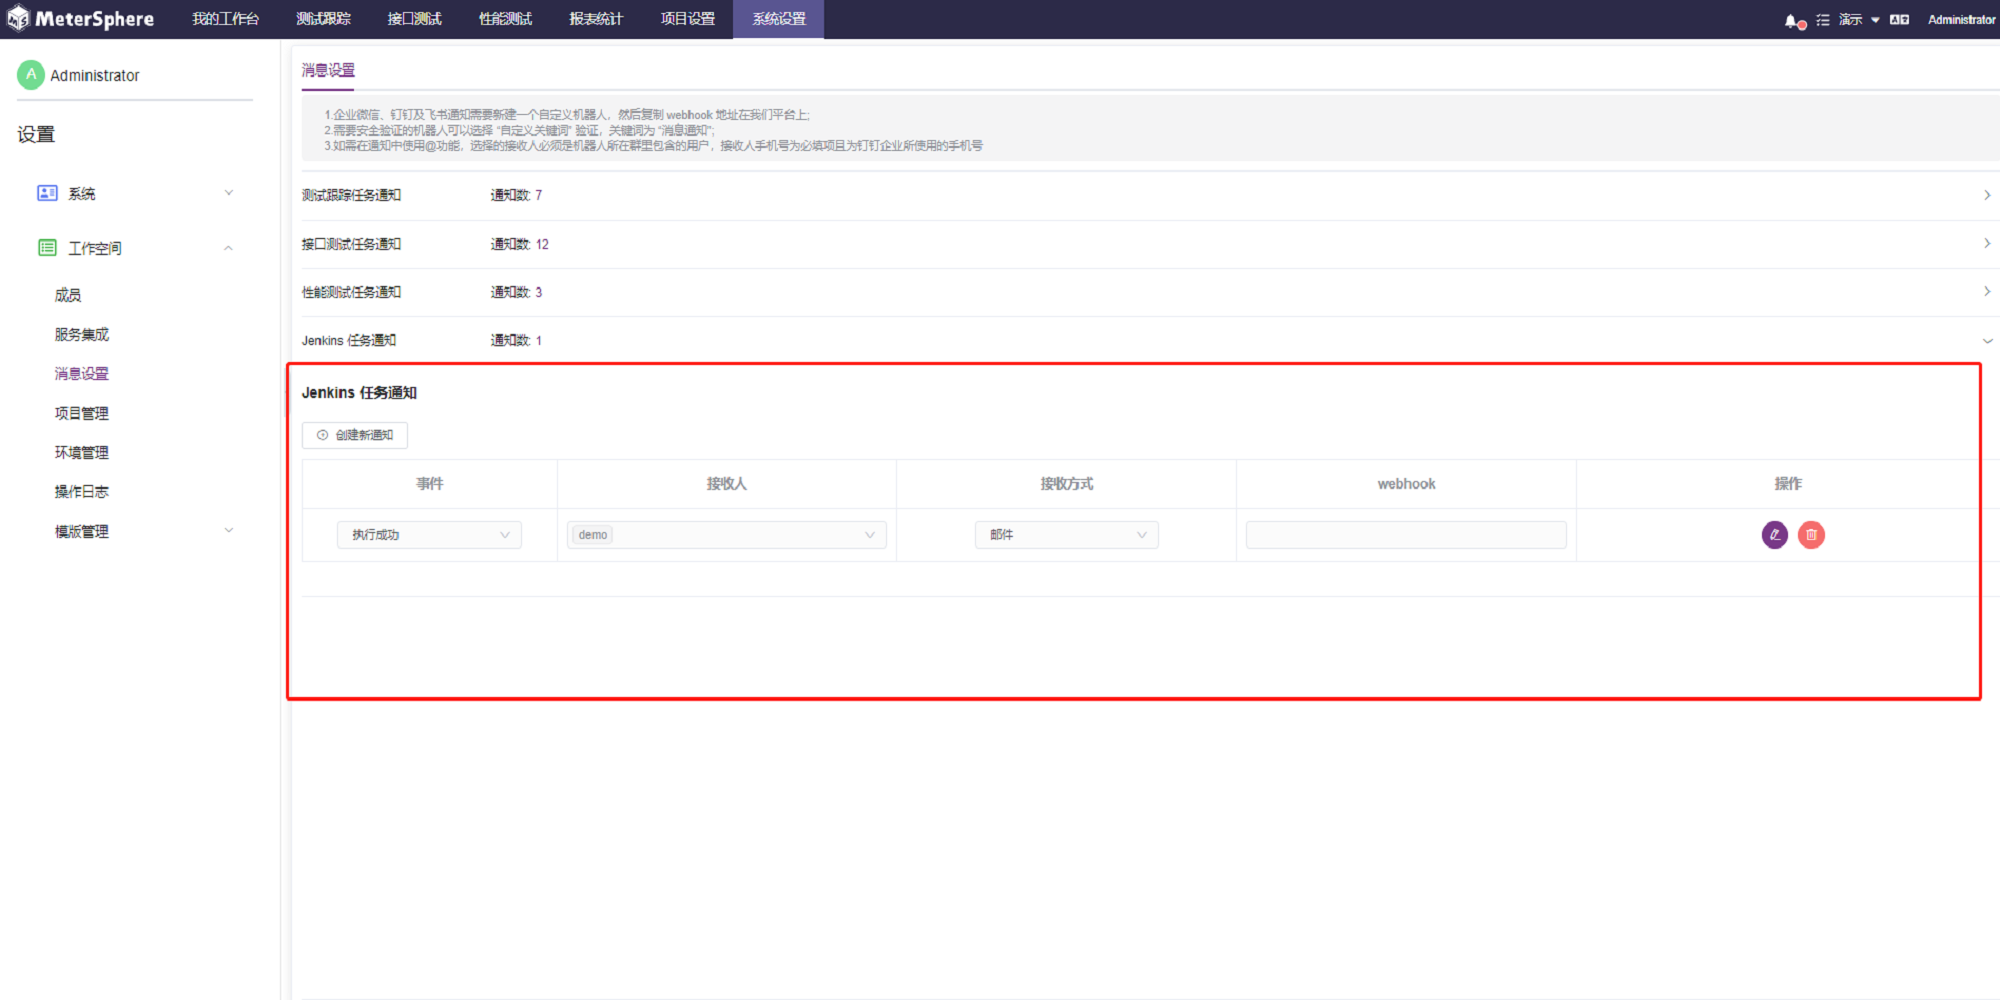 MeterSphere 我的工作台 测试跟踪 接口测试 性能测试 报表统计 项目设置 系统设置 演示 Administrator
A Administrator
设置
系统
工作空间
成员
服务集成
消息设置
项目管理
环境管理
操作日志
模版管理
消息设置
1.企业微信、钉钉及飞书通知需要新建一个自定义机器人，然后复制 webhook 地址在我们平台上;
2.需要安全验证的机器人可以选择 “自定义关键词” 验证，关键词为 “消息通知”;
3.如需在通知中使用@功能，选择的接收人必须是机器人所在群里包含的用户，接收人手机号为必填项且为钉钉企业所使用的手机号
测试跟踪任务通知 通知数: 7
接口测试任务通知 通知数: 12
性能测试任务通知 通知数: 3
Jenkins 任务通知 通知数: 1
Jenkins 任务通知
创建新通知
事件 接收人 接收方式 webhook 操作
执行成功 demo 邮件